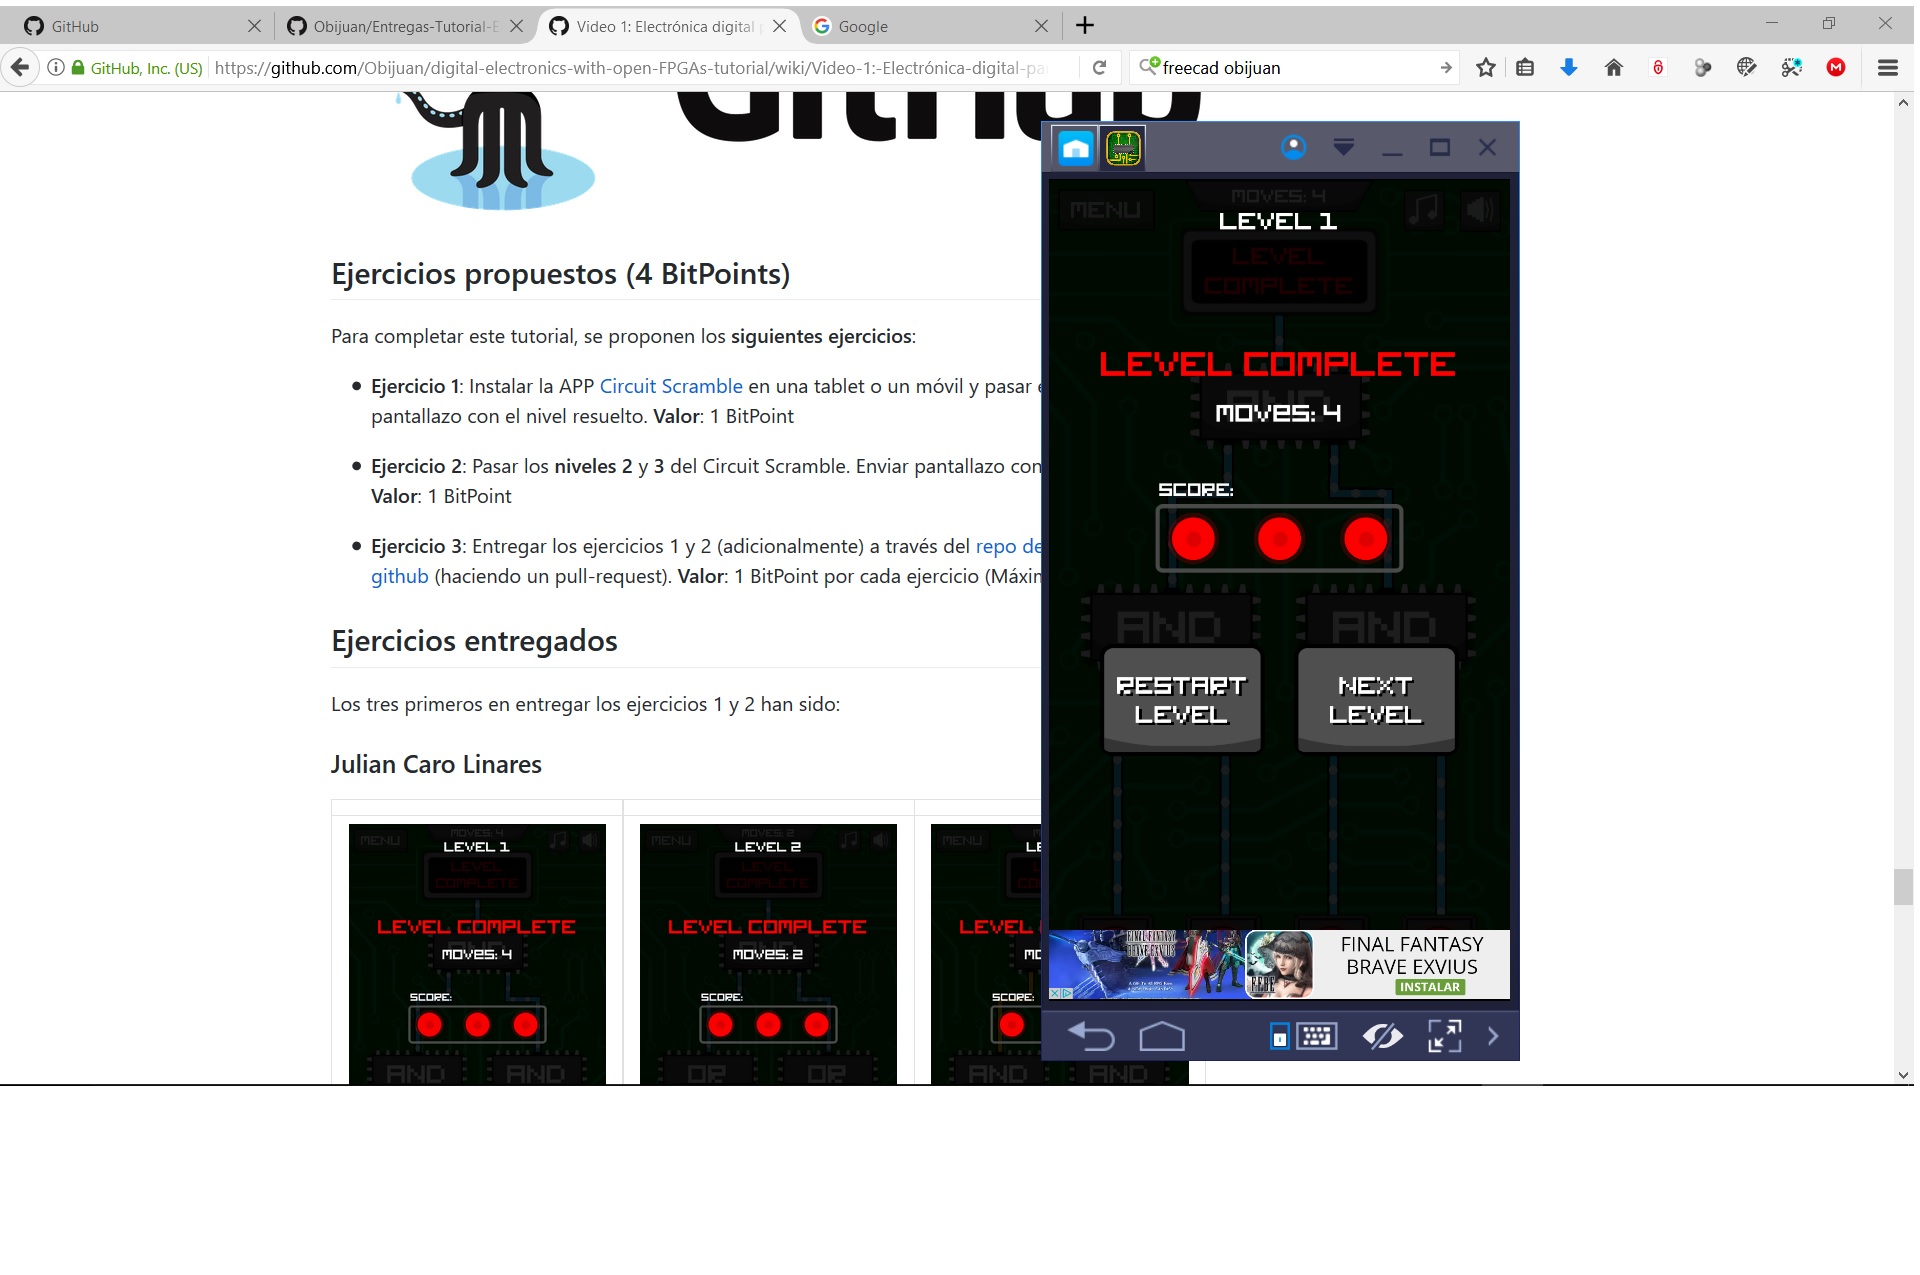 GitHub
Obijuan/Entregas-Tutorial-E
Video 1: Electrónica digital
Google
GitHub, Inc. (US)
https://github.com/Obijuan/digital-electronics-with-open-FPGAs-tutorial/wiki/Video-1:-Electrónica-digital-pa
freecad obijuan
GitHub
Ejercicios propuestos (4 BitPoints)
Para completar este tutorial, se proponen los siguientes ejercicios:
Ejercicio 1: Instalar la APP Circuit Scramble en una tablet o un móvil y pasar
pantallazo con el nivel resuelto. Valor: 1 BitPoint
Ejercicio 2: Pasar los niveles 2 y 3 del Circuit Scramble. Enviar pantallazo con
Valor: 1 BitPoint
Ejercicio 3: Entregar los ejercicios 1 y 2 (adicionalmente) a través del repo de
github (haciendo un pull-request). Valor: 1 BitPoint por cada ejercicio (Máxim
Ejercicios entregados
Los tres primeros en entregar los ejercicios 1 y 2 han sido:
Julian Caro Linares
MENU
MOVES: 4
LEVEL 1
LEVEL
COMPLETE
LEVEL COMPLETE
MOVES: 4
SCORE:
AND
AND
MENU
MOVES: 2
LEVEL 2
LEVEL
COMPLETE
LEVEL COMPLETE
MOVES: 2
SCORE:
OR
OR
MENU
LE
LEVEL
SCORE:
AND
AND
MENU
MOVES: 4
LEVEL 1
LEVEL
COMPLETE
LEVEL COMPLETE
AND
MOVES: 4
SCORE:
AND
AND
RESTART
LEVEL
NEXT
LEVEL
FINAL FANTASY
BRAVE EXVIUS
FINAL FANTASY
BRAVE EXVIUS
INSTALAR